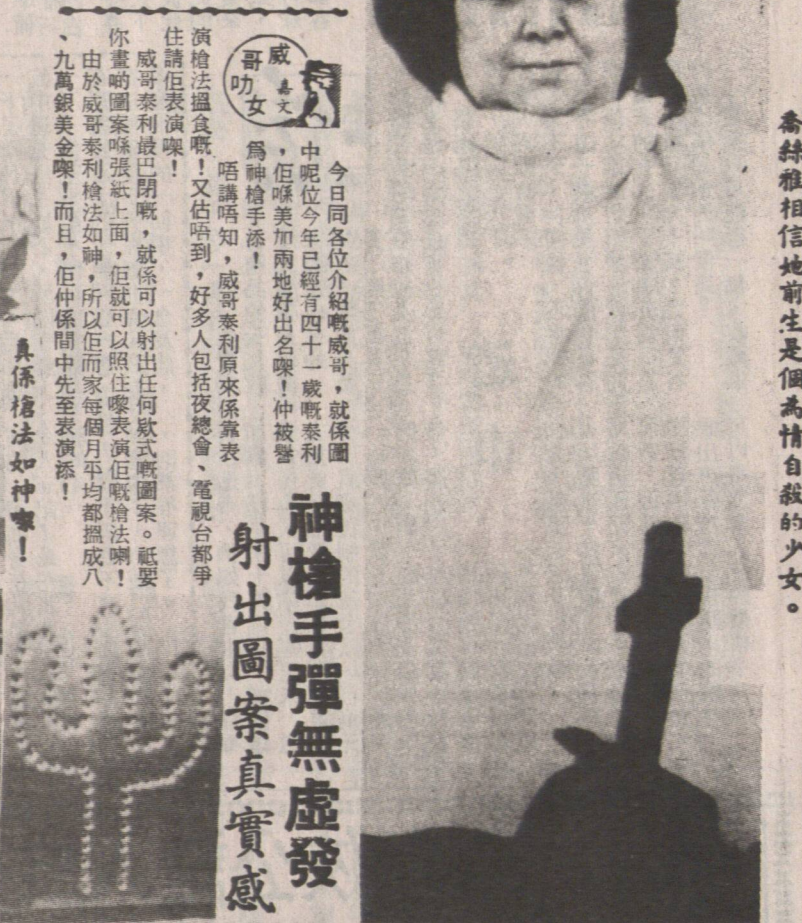 喬絲雅相信她前生是個為情自殺的少女。
神槍手彈無虛發
射出圖案真實感
威哥叻女
嘉文
今日同各位介紹嘅威哥，就係圖
中呢位今年已經有四十一歲嘅泰利
，佢喺美加兩地好出名㗎！仲被譽
爲神槍手添！
唔講唔知，威哥泰利原來係靠表
演槍法搵食嘅！又估唔到，好多人包括夜總會、電視台都爭
住請佢表演㗎！
威哥泰利最巴閉嘅，就係可以射出任何欵式嘅圖案。祗要
你畫啲圖案喺張紙上面，佢就可以照住嚟表演佢嘅槍法喇！
由於威哥泰利槍法如神，所以佢而家每個月平均都搵成八
、九萬銀美金㗎！而且，佢仲係間中先至表演添！
真係槍法如神㗎！